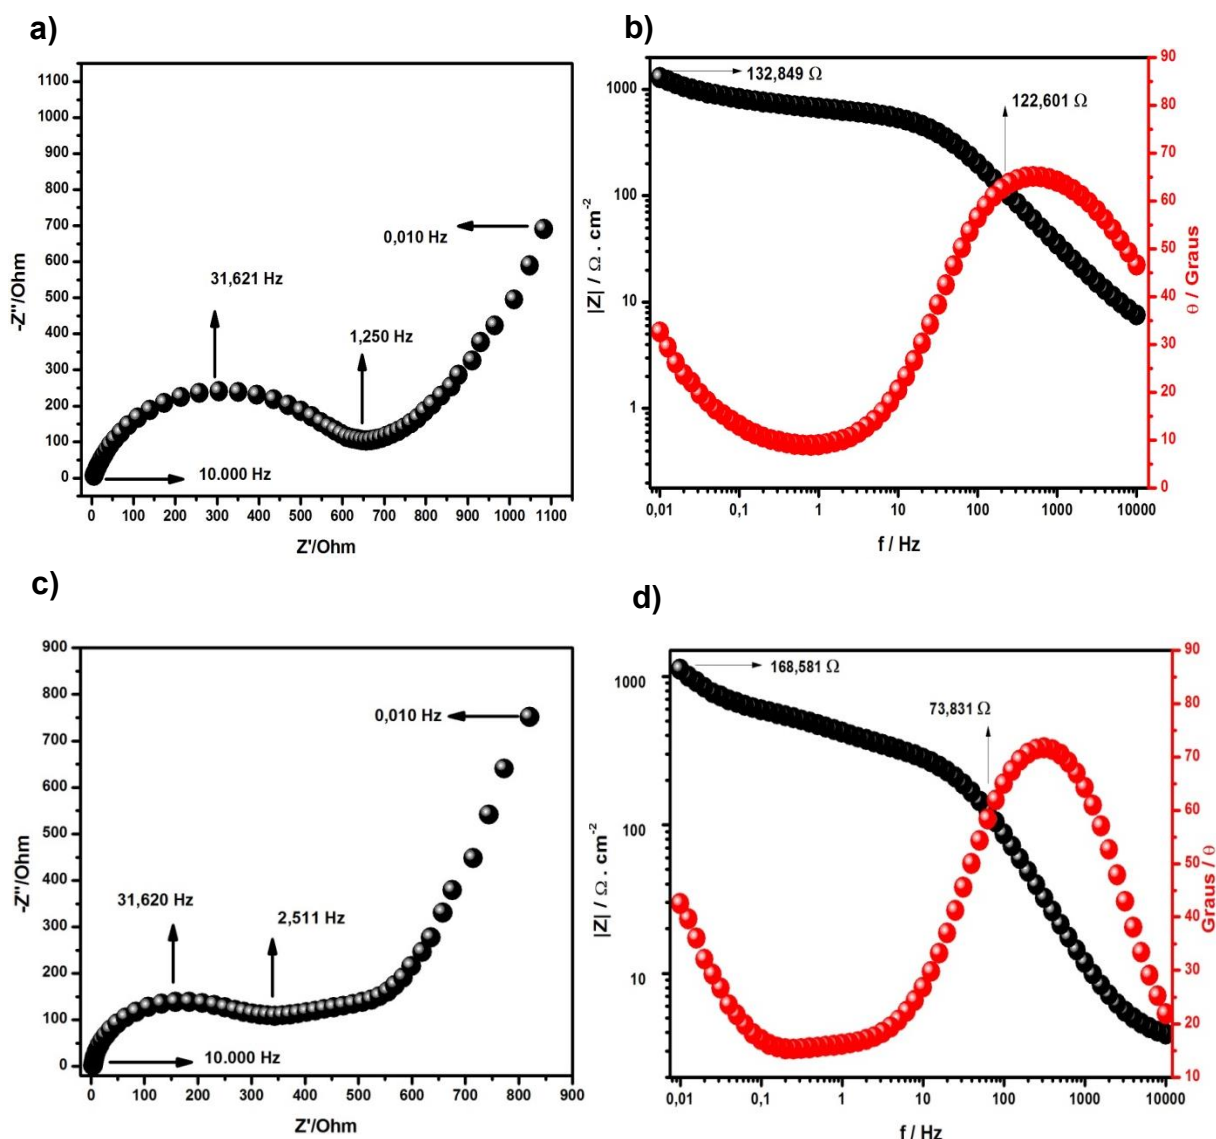 a)
1100
1000
900
800
700
600
500
400
300
200
100
0
-Z''/Ohm
0,010 Hz
31,621 Hz
1,250 Hz
10.000 Hz
0 100 200 300 400 500 600 700 800 900 1000 1100
Z'/Ohm
b)
1000
100
10
1
|Z| / Ω . cm⁻²
132,849 Ω
122,601 Ω
90
80
70
60
50
40
30
20
10
0
θ / Graus
0,01 0,1 1 10 100 1000 10000
f / Hz
c)
900
800
700
600
500
400
300
200
100
0
-Z''/Ohm
0,010 Hz
31,620 Hz
2,511 Hz
10.000 Hz
0 100 200 300 400 500 600 700 800 900
Z'/Ohm
d)
1000
100
10
|Z| / Ω . cm⁻²
168,581 Ω
73,831 Ω
90
80
70
60
50
40
30
20
10
Graus / θ
0,01 0,1 1 10 100 1000 10000
f / Hz